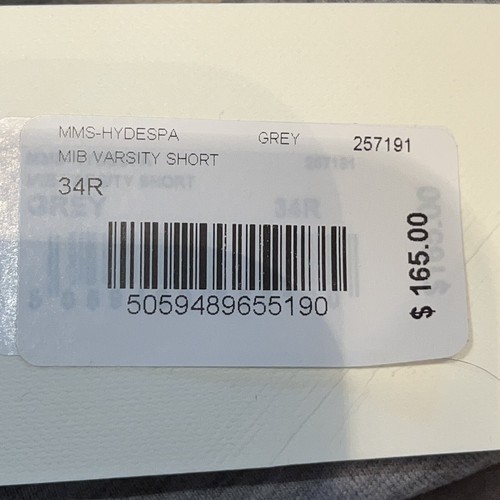 MMS-HYDESPA GREY 257191
MIB VARSITY SHORT
34R
5059489655190
$ 165.00